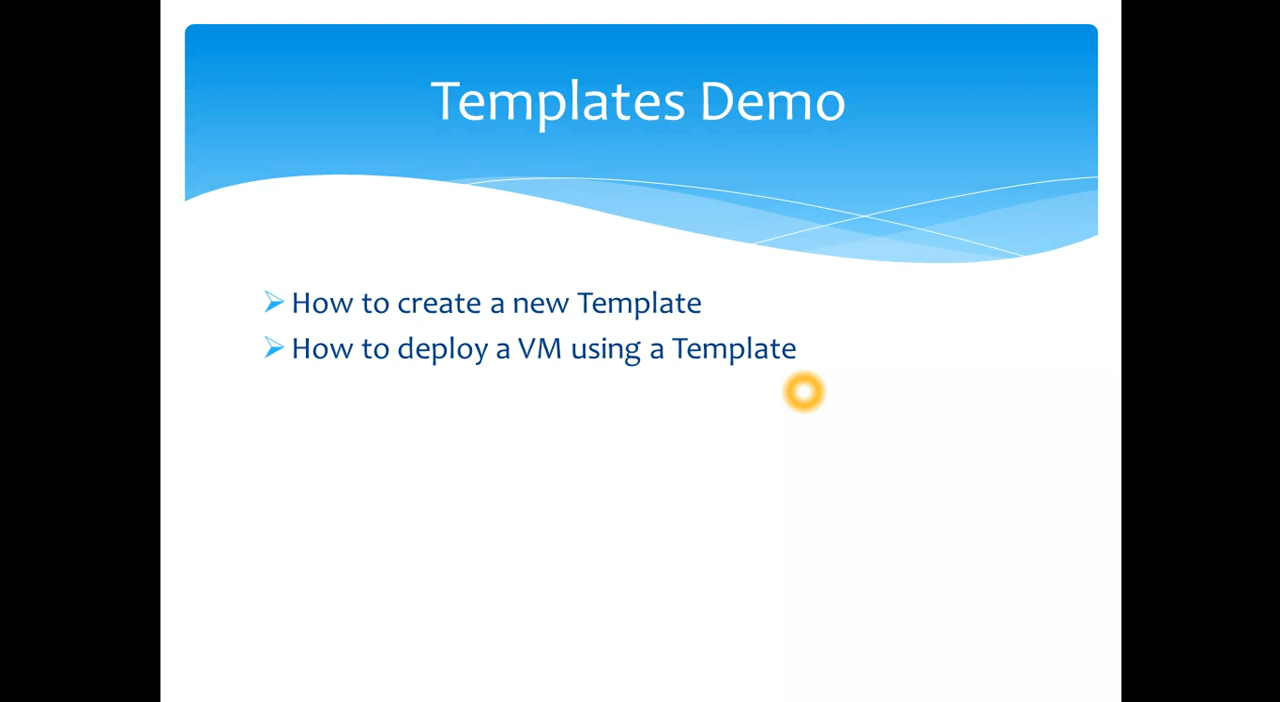 Templates Demo
How to create a new Template
How to deploy a VM using a Template